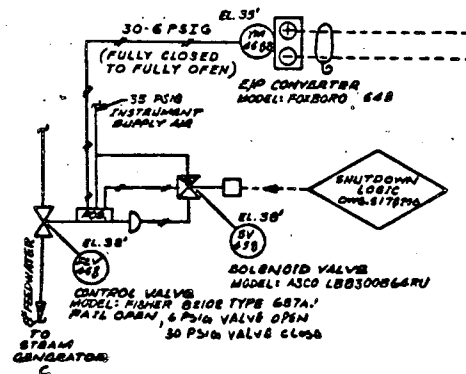 EL. 35'
30-6 PSIG
(FULLY CLOSED
TO FULLY OPEN)
E/P CONVERTER
MODEL: FOXBORO
35 PSIG
INSTRUMENT
SUPPLY AIR
POS
SHUTDOWN
LOGIC
EL. 38'
EL. 38'
SV
SOLENOID VALVE
MODEL: ASCO
CONTROL VALVE
MODEL: FISHER TYPE
FAIL OPEN, 6 PSIG VALVE OPEN
30 PSIG VALVE CLOSE
FEEDWATER
TO
STEAM
GENERATOR
C